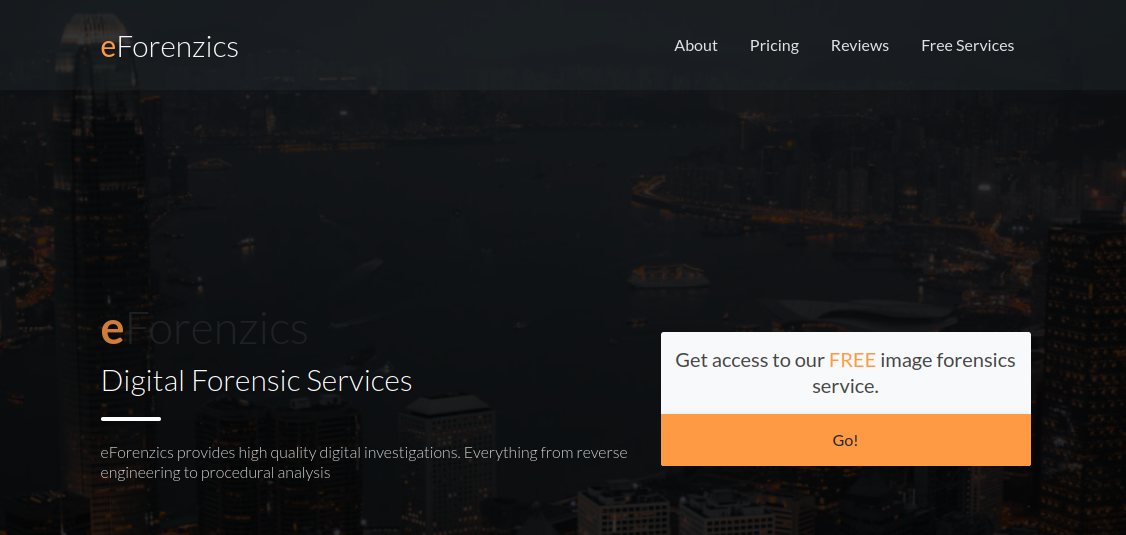 eForenzics
About
Pricing
Reviews
Free Services
eForenzics
Digital Forensic Services
eForenzics provides high quality digital investigations. Everything from reverse
engineering to procedural analysis
Get access to our FREE image forensics
service.
Go!